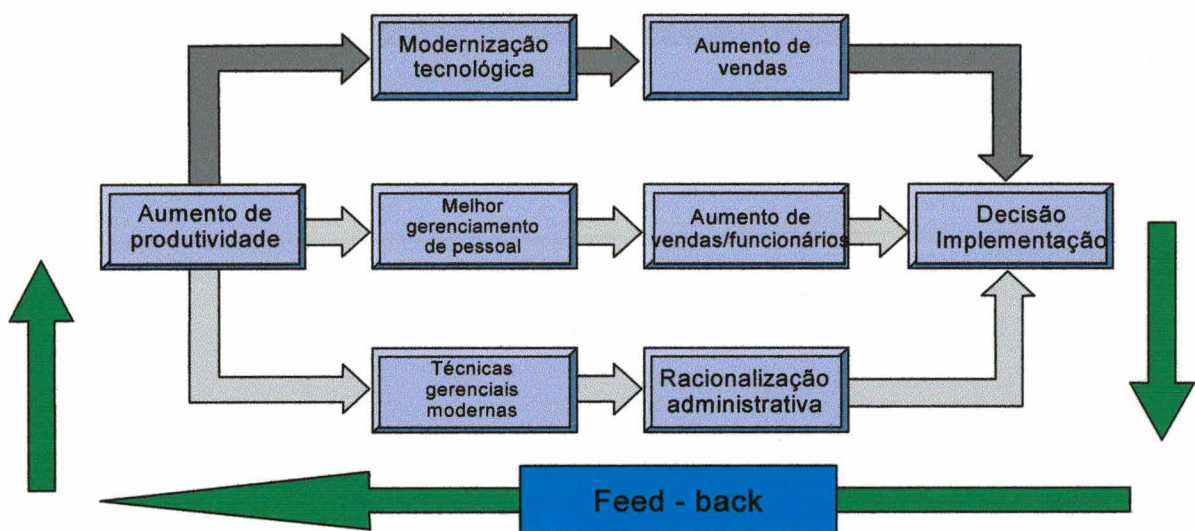 Modernização
tecnológica
Aumento de
vendas
Aumento de
produtividade
Melhor
gerenciamento
de pessoal
Aumento de
vendas/funcionários
Decisão
Implementação
Técnicas
gerenciais
modernas
Racionalização
administrativa
Feed - back